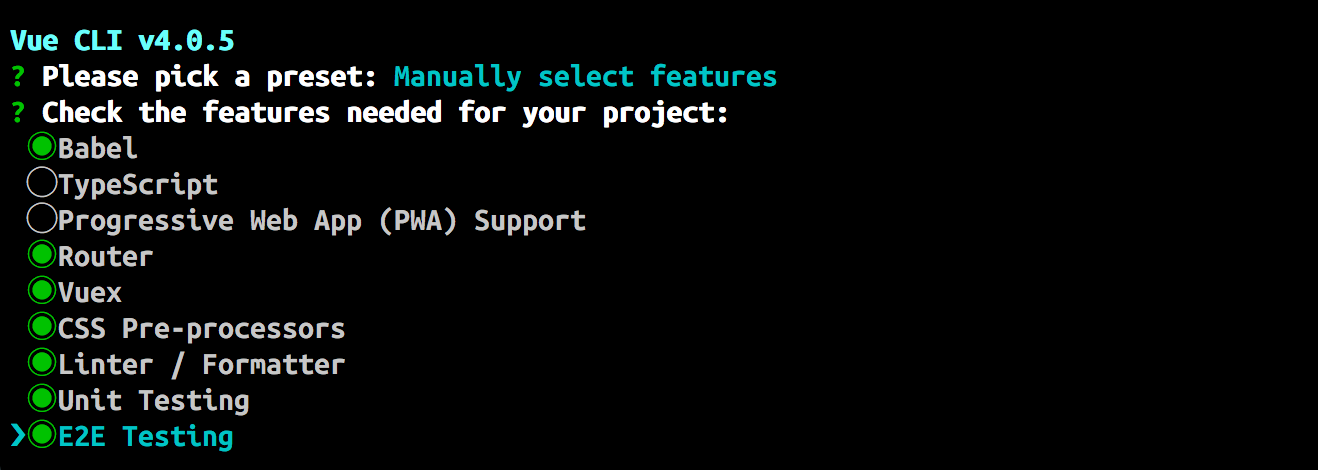 Vue CLI v4.0.5
? Please pick a preset: Manually select features
? Check the features needed for your project:
◉Babel
◯TypeScript
◯Progressive Web App (PWA) Support
◉Router
◉Vuex
◉CSS Pre-processors
◉Linter / Formatter
◉Unit Testing
❯◉E2E Testing